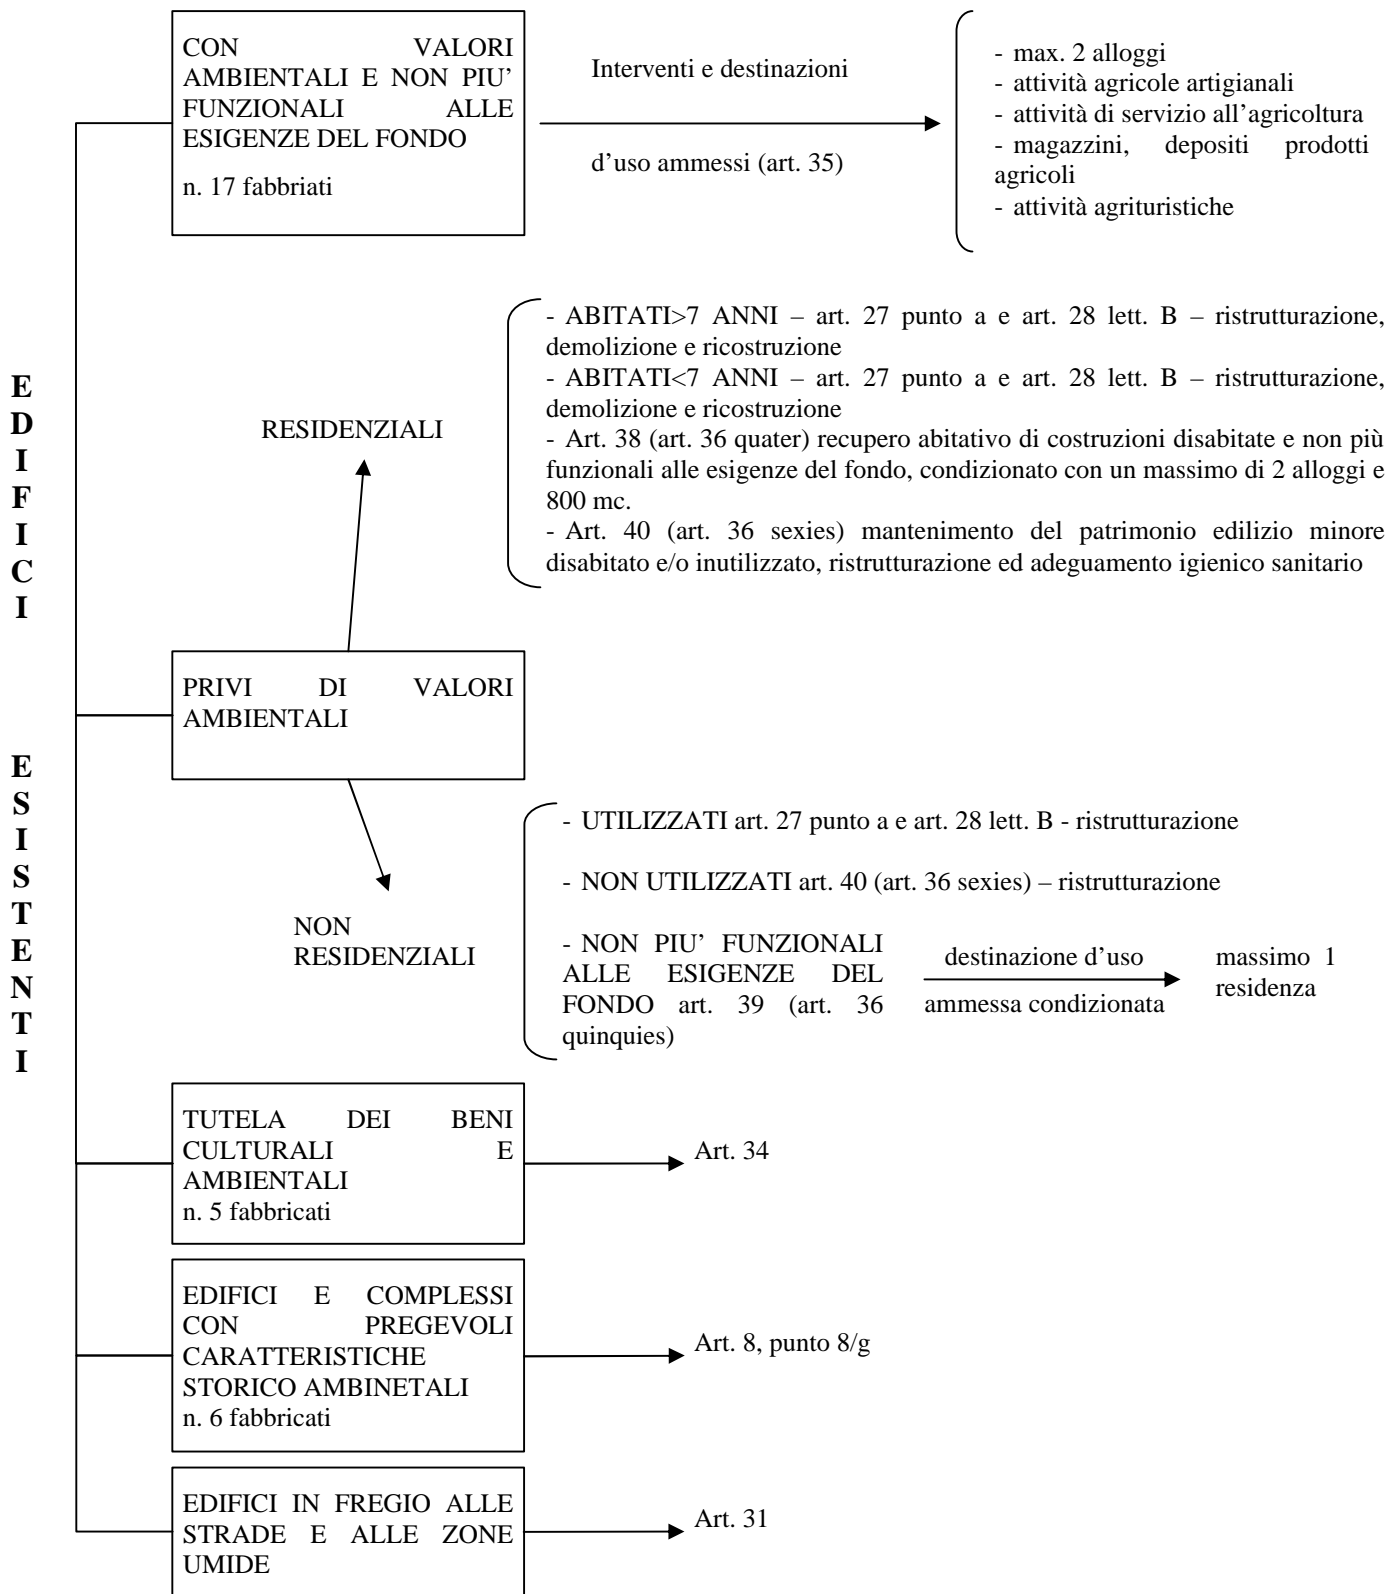 EDIFICI ESISTENTI
CON VALORI
AMBIENTALI E NON PIU'
FUNZIONALI ALLE
ESIGENZE DEL FONDO
n. 17 fabbriati
Interventi e destinazioni
d'uso ammessi (art. 35)
- max. 2 alloggi
- attività agricole artigianali
- attività di servizio all'agricoltura
- magazzini, depositi prodotti
agricoli
- attività agrituristiche
RESIDENZIALI
- ABITATI>7 ANNI – art. 27 punto a e art. 28 lett. B – ristrutturazione,
demolizione e ricostruzione
- ABITATI<7 ANNI – art. 27 punto a e art. 28 lett. B – ristrutturazione,
demolizione e ricostruzione
- Art. 38 (art. 36 quater) recupero abitativo di costruzioni disabitate e non più
funzionali alle esigenze del fondo, condizionato con un massimo di 2 alloggi e
800 mc.
- Art. 40 (art. 36 sexies) mantenimento del patrimonio edilizio minore
disabitato e/o inutilizzato, ristrutturazione ed adeguamento igienico sanitario
PRIVI DI VALORI
AMBIENTALI
NON
RESIDENZIALI
- UTILIZZATI art. 27 punto a e art. 28 lett. B - ristrutturazione
- NON UTILIZZATI art. 40 (art. 36 sexies) – ristrutturazione
- NON PIU' FUNZIONALI
ALLE ESIGENZE DEL
FONDO art. 39 (art. 36
quinquies)
destinazione d'uso
ammessa condizionata
massimo 1
residenza
TUTELA DEI BENI
CULTURALI E
AMBIENTALI
n. 5 fabbricati
Art. 34
EDIFICI E COMPLESSI
CON PREGEVOLI
CARATTERISTICHE
STORICO AMBINETALI
n. 6 fabbricati
Art. 8, punto 8/g
EDIFICI IN FREGIO ALLE
STRADE E ALLE ZONE
UMIDE
Art. 31